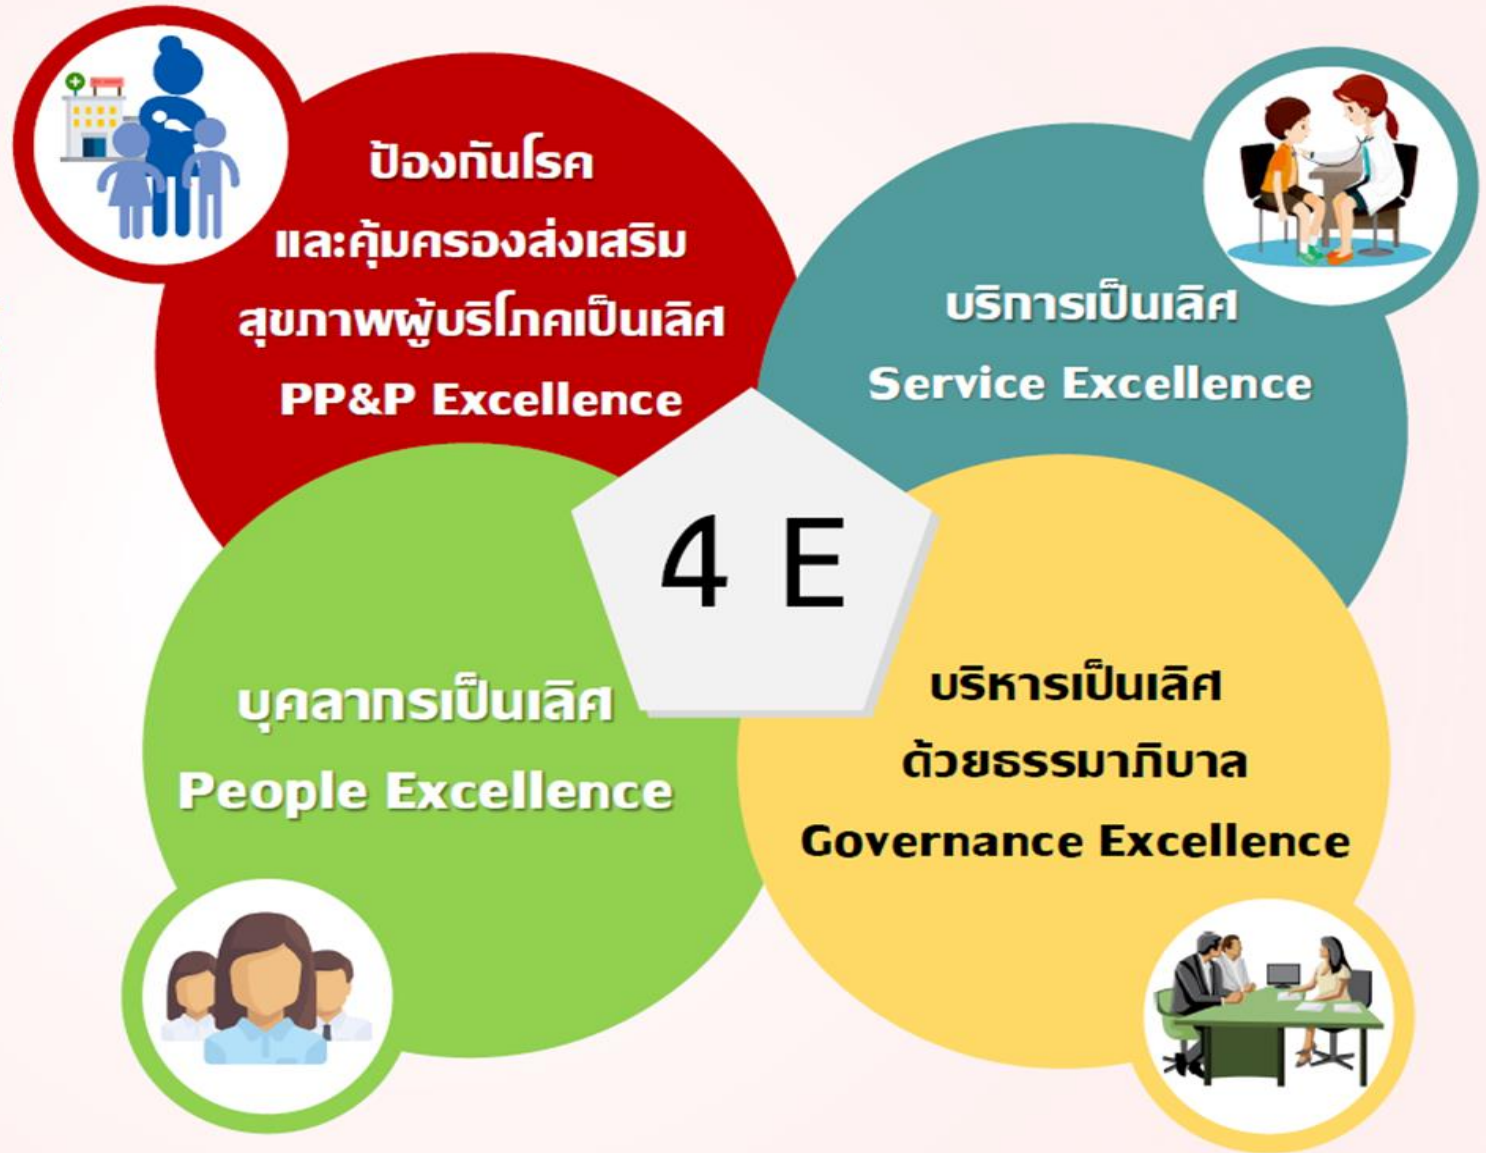 ป้องกันโรค
และคุ้มครองส่งเสริม
สุขภาพผู้บริโภคเป็นเลิศ
PP&P Excellence
บริการเป็นเลิศ
Service Excellence
4 E
บุคลากรเป็นเลิศ
People Excellence
บริหารเป็นเลิศ
ด้วยธรรมาภิบาล
Governance Excellence